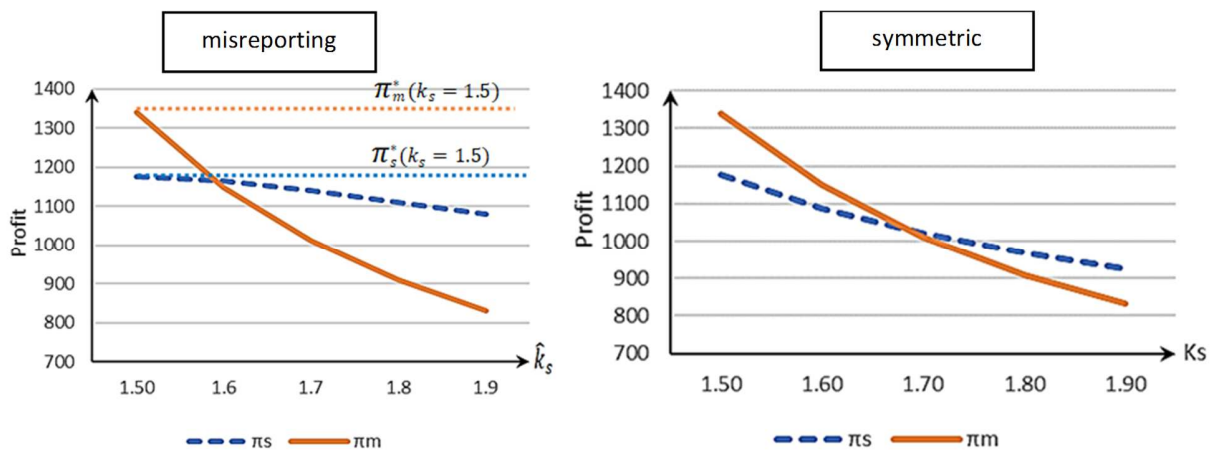 misreporting
1400
1300
1200
1100
1000
900
800
700
Profit
π*m(ks = 1.5)
π*s(ks = 1.5)
1.50 1.6 1.7 1.8 1.9
k̂s
πs πm
symmetric
1400
1300
1200
1100
1000
900
800
700
Profit
1.50 1.60 1.70 1.80 1.90
Ks
πs πm